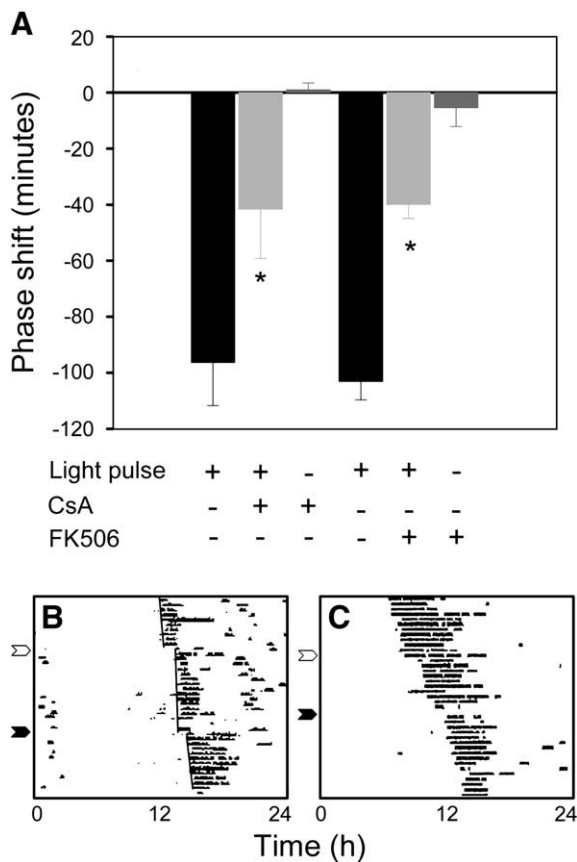 A
20
0
-20
-40
-60
-80
-100
-120
Phase shift (minutes)
*
*
Light pulse + + - + + -
CsA - + + - - -
FK506 - - - - + +
B C
0 12 24 0 12 24
Time (h)